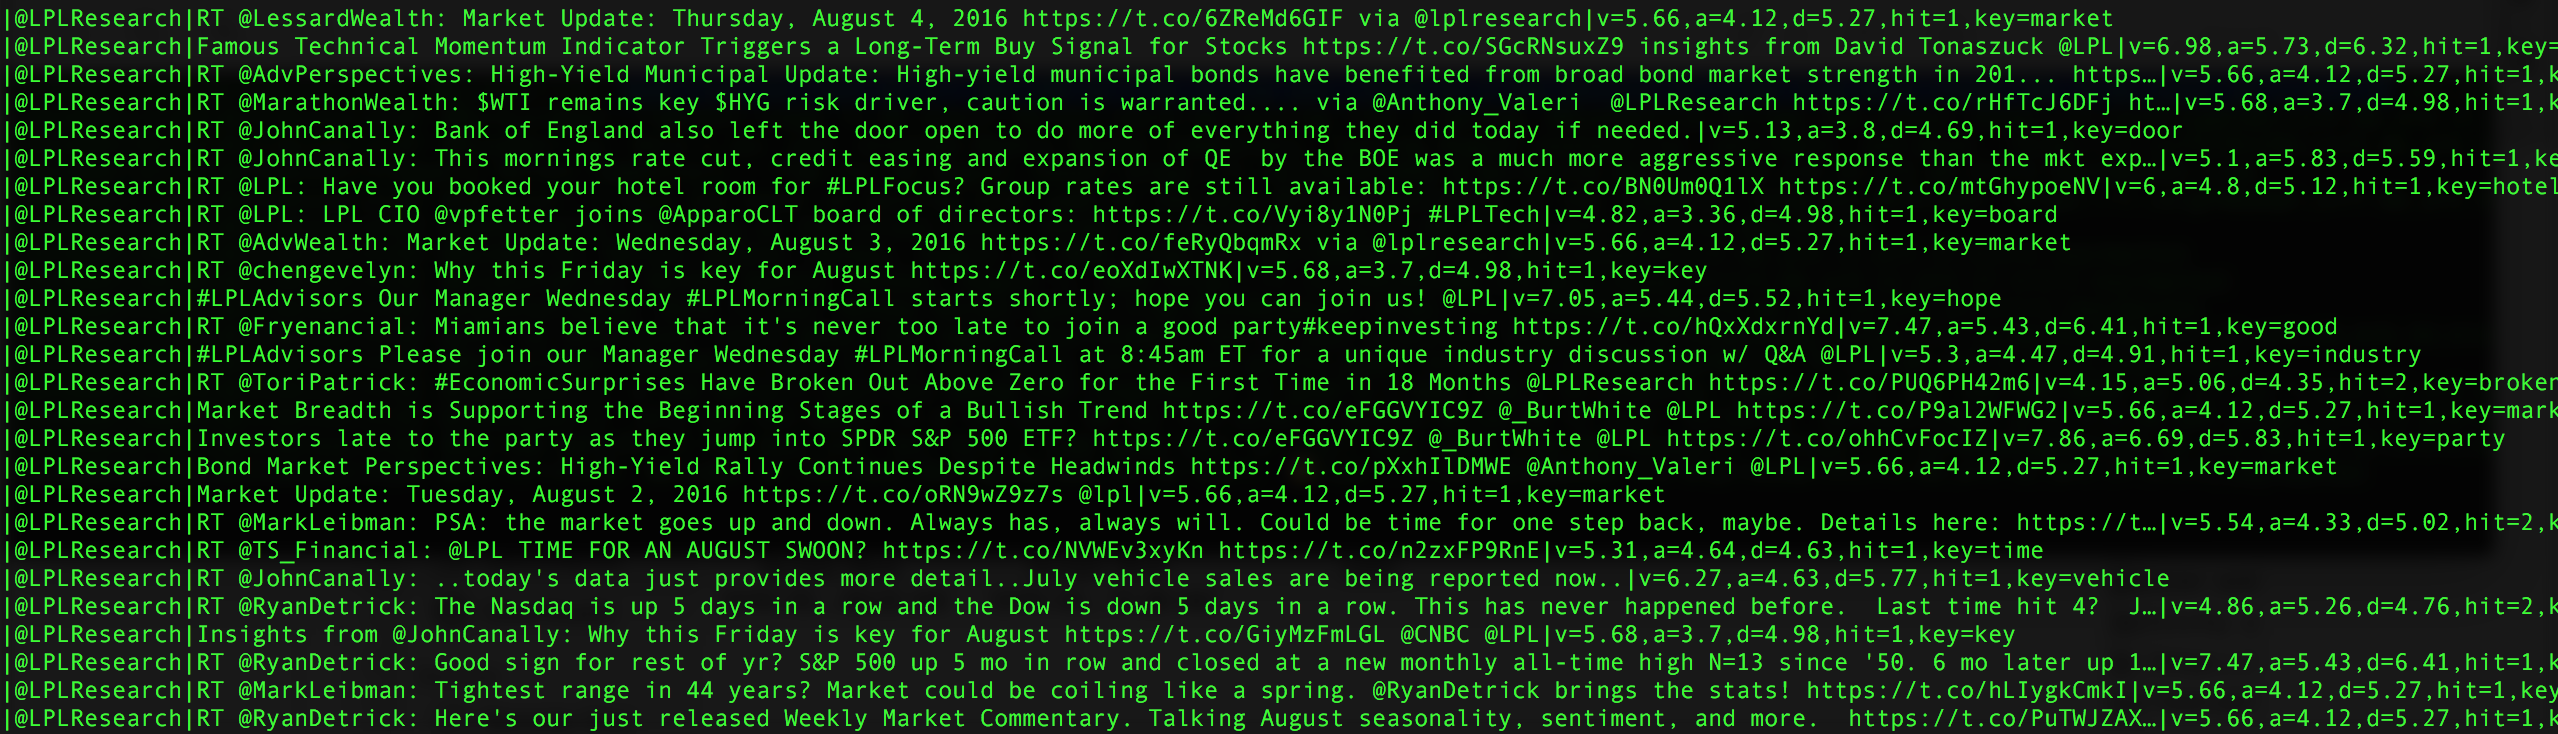 |@LPLResearch|RT @LessardWealth: Market Update: Thursday, August 4, 2016 https://t.co/6ZReMd6GIF via @lplresearch|v=5.66,a=4.12,d=5.27,hit=1,key=market
|@LPLResearch|Famous Technical Momentum Indicator Triggers a Long-Term Buy Signal for Stocks https://t.co/SGcRNsuxZ9 insights from David Tonaszuck @LPL|v=6.98,a=5.73,d=6.32,hit=1,key=
|@LPLResearch|RT @AdvPerspectives: High-Yield Municipal Update: High-yield municipal bonds have benefited from broad bond market strength in 201... https…|v=5.66,a=4.12,d=5.27,hit=1,k
|@LPLResearch|RT @MarathonWealth: $WTI remains key $HYG risk driver, caution is warranted.... via @Anthony_Valeri  @LPLResearch https://t.co/rHfTcJ6DFj ht…|v=5.68,a=3.7,d=4.98,hit=1,k
|@LPLResearch|RT @JohnCanally: Bank of England also left the door open to do more of everything they did today if needed.|v=5.13,a=3.8,d=4.69,hit=1,key=door
|@LPLResearch|RT @JohnCanally: This mornings rate cut, credit easing and expansion of QE  by the BOE was a much more aggressive response than the mkt exp…|v=5.1,a=5.83,d=5.59,hit=1,ke
|@LPLResearch|RT @LPL: Have you booked your hotel room for #LPLFocus? Group rates are still available: https://t.co/BN0Um0Q1lX https://t.co/mtGhypoeNV|v=6,a=4.8,d=5.12,hit=1,key=hotel
|@LPLResearch|RT @LPL: LPL CIO @vpfetter joins @ApparoCLT board of directors: https://t.co/Vyi8y1N0Pj #LPLTech|v=4.82,a=3.36,d=4.98,hit=1,key=board
|@LPLResearch|RT @AdvWealth: Market Update: Wednesday, August 3, 2016 https://t.co/feRyQbqmRx via @lplresearch|v=5.66,a=4.12,d=5.27,hit=1,key=market
|@LPLResearch|RT @chengevelyn: Why this Friday is key for August https://t.co/eoXdIwXTNK|v=5.68,a=3.7,d=4.98,hit=1,key=key
|@LPLResearch|#LPLAdvisors Our Manager Wednesday #LPLMorningCall starts shortly; hope you can join us! @LPL|v=7.05,a=5.44,d=5.52,hit=1,key=hope
|@LPLResearch|RT @Fryenancial: Miamians believe that it's never too late to join a good party#keepinvesting https://t.co/hQxXdxrnYd|v=7.47,a=5.43,d=6.41,hit=1,key=good
|@LPLResearch|#LPLAdvisors Please join our Manager Wednesday #LPLMorningCall at 8:45am ET for a unique industry discussion w/ Q&A @LPL|v=5.3,a=4.47,d=4.91,hit=1,key=industry
|@LPLResearch|RT @ToriPatrick: #EconomicSurprises Have Broken Out Above Zero for the First Time in 18 Months @LPLResearch https://t.co/PUQ6PH42m6|v=4.15,a=5.06,d=4.35,hit=2,key=broken
|@LPLResearch|Market Breadth is Supporting the Beginning Stages of a Bullish Trend https://t.co/eFGGVYIC9Z @_BurtWhite @LPL https://t.co/P9al2WFWG2|v=5.66,a=4.12,d=5.27,hit=1,key=mark
|@LPLResearch|Investors late to the party as they jump into SPDR S&P 500 ETF? https://t.co/eFGGVYIC9Z @_BurtWhite @LPL https://t.co/ohhCvFocIZ|v=7.86,a=6.69,d=5.83,hit=1,key=party
|@LPLResearch|Bond Market Perspectives: High-Yield Rally Continues Despite Headwinds https://t.co/pXxhIlDMWE @Anthony_Valeri @LPL|v=5.66,a=4.12,d=5.27,hit=1,key=market
|@LPLResearch|Market Update: Tuesday, August 2, 2016 https://t.co/oRN9wZ9z7s @lpl|v=5.66,a=4.12,d=5.27,hit=1,key=market
|@LPLResearch|RT @MarkLeibman: PSA: the market goes up and down. Always has, always will. Could be time for one step back, maybe. Details here: https://t…|v=5.54,a=4.33,d=5.02,hit=2,k
|@LPLResearch|RT @TS_Financial: @LPL TIME FOR AN AUGUST SWOON? https://t.co/NVWEv3xyKn https://t.co/n2zxFP9RnE|v=5.31,a=4.64,d=4.63,hit=1,key=time
|@LPLResearch|RT @JohnCanally: ..today's data just provides more detail..July vehicle sales are being reported now..|v=6.27,a=4.63,d=5.77,hit=1,key=vehicle
|@LPLResearch|RT @RyanDetrick: The Nasdaq is up 5 days in a row and the Dow is down 5 days in a row. This has never happened before.  Last time hit 4?  J…|v=4.86,a=5.26,d=4.76,hit=2,k
|@LPLResearch|Insights from @JohnCanally: Why this Friday is key for August https://t.co/GiyMzFmLGL @CNBC @LPL|v=5.68,a=3.7,d=4.98,hit=1,key=key
|@LPLResearch|RT @RyanDetrick: Good sign for rest of yr? S&P 500 up 5 mo in row and closed at a new monthly all-time high N=13 since '50. 6 mo later up 1…|v=7.47,a=5.43,d=6.41,hit=1,k
|@LPLResearch|RT @MarkLeibman: Tightest range in 44 years? Market could be coiling like a spring. @RyanDetrick brings the stats! https://t.co/hLIygkCmkI|v=5.66,a=4.12,d=5.27,hit=1,key
|@LPLResearch|RT @RyanDetrick: Here's our just released Weekly Market Commentary. Talking August seasonality, sentiment, and more.  https://t.co/PuTWJZAX…|v=5.66,a=4.12,d=5.27,hit=1,k